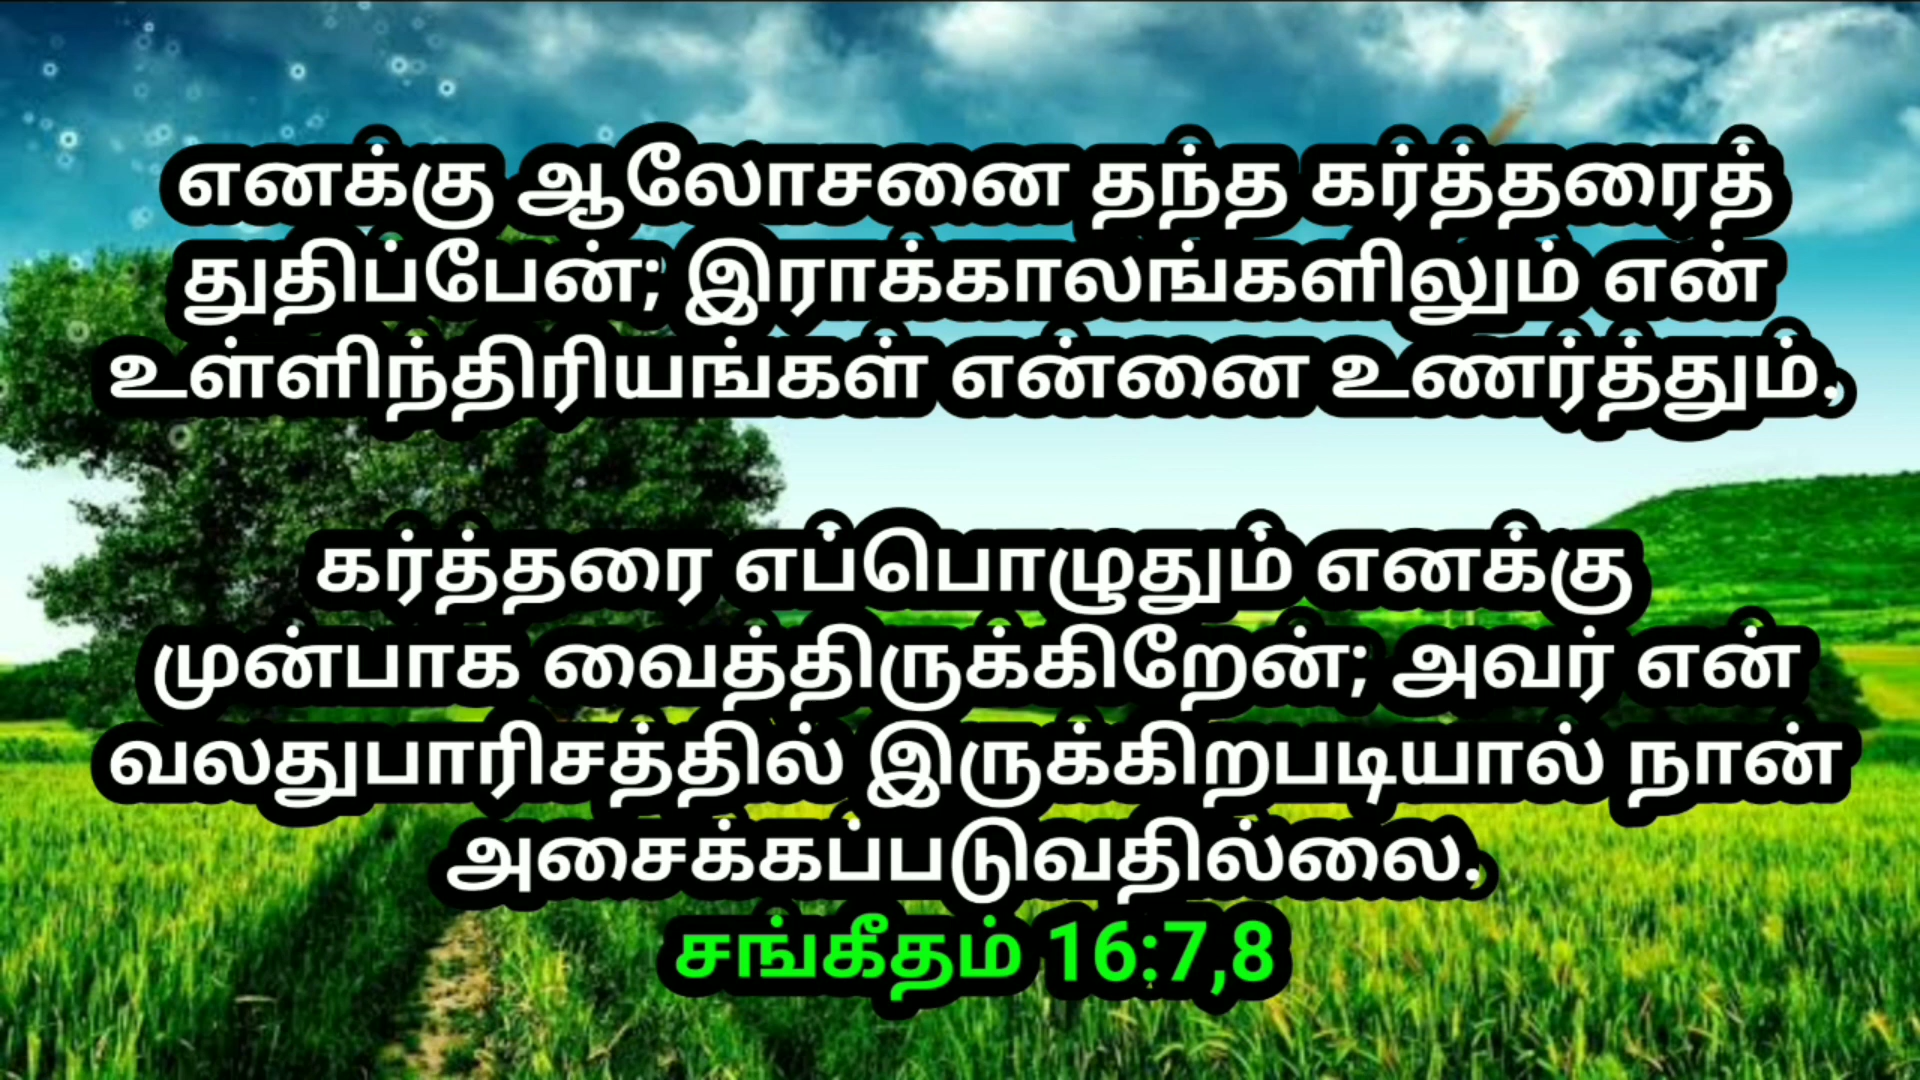 எனக்கு ஆலோசனை தந்த கர்த்தரைத்
துதிப்பேன்; இராக்காலங்களிலும் என்
உள்ளிந்திரியங்கள் என்னை உணர்த்தும்.
கர்த்தரை எப்பொழுதும் எனக்கு
முன்பாக வைத்திருக்கிறேன்; அவர் என்
வலதுபாரிசத்தில் இருக்கிறபடியால் நான்
அசைக்கப்படுவதில்லை.
சங்கீதம் 16:7,8